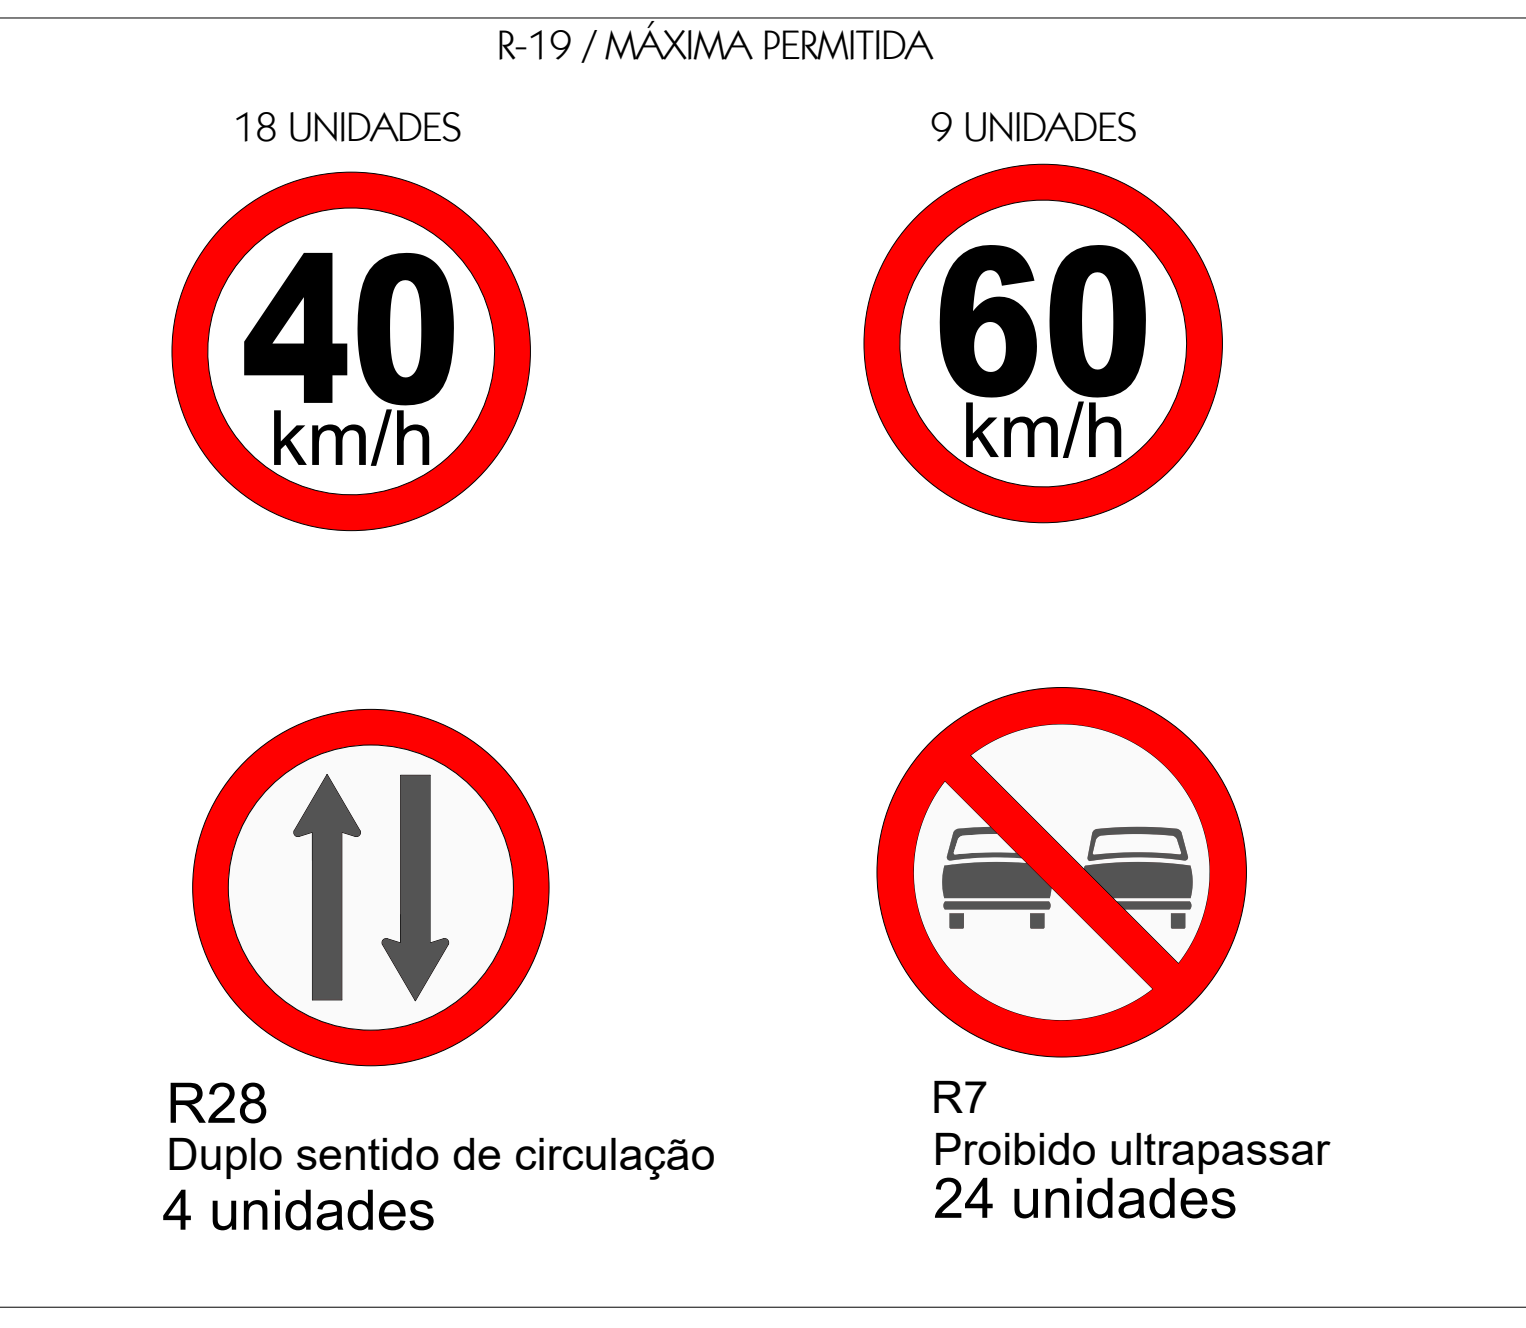 R-19 / MÁXIMA PERMITIDA
18 UNIDADES
9 UNIDADES
40
km/h
60
km/h
R28
Duplo sentido de circulação
4 unidades
R7
Proibido ultrapassar
24 unidades